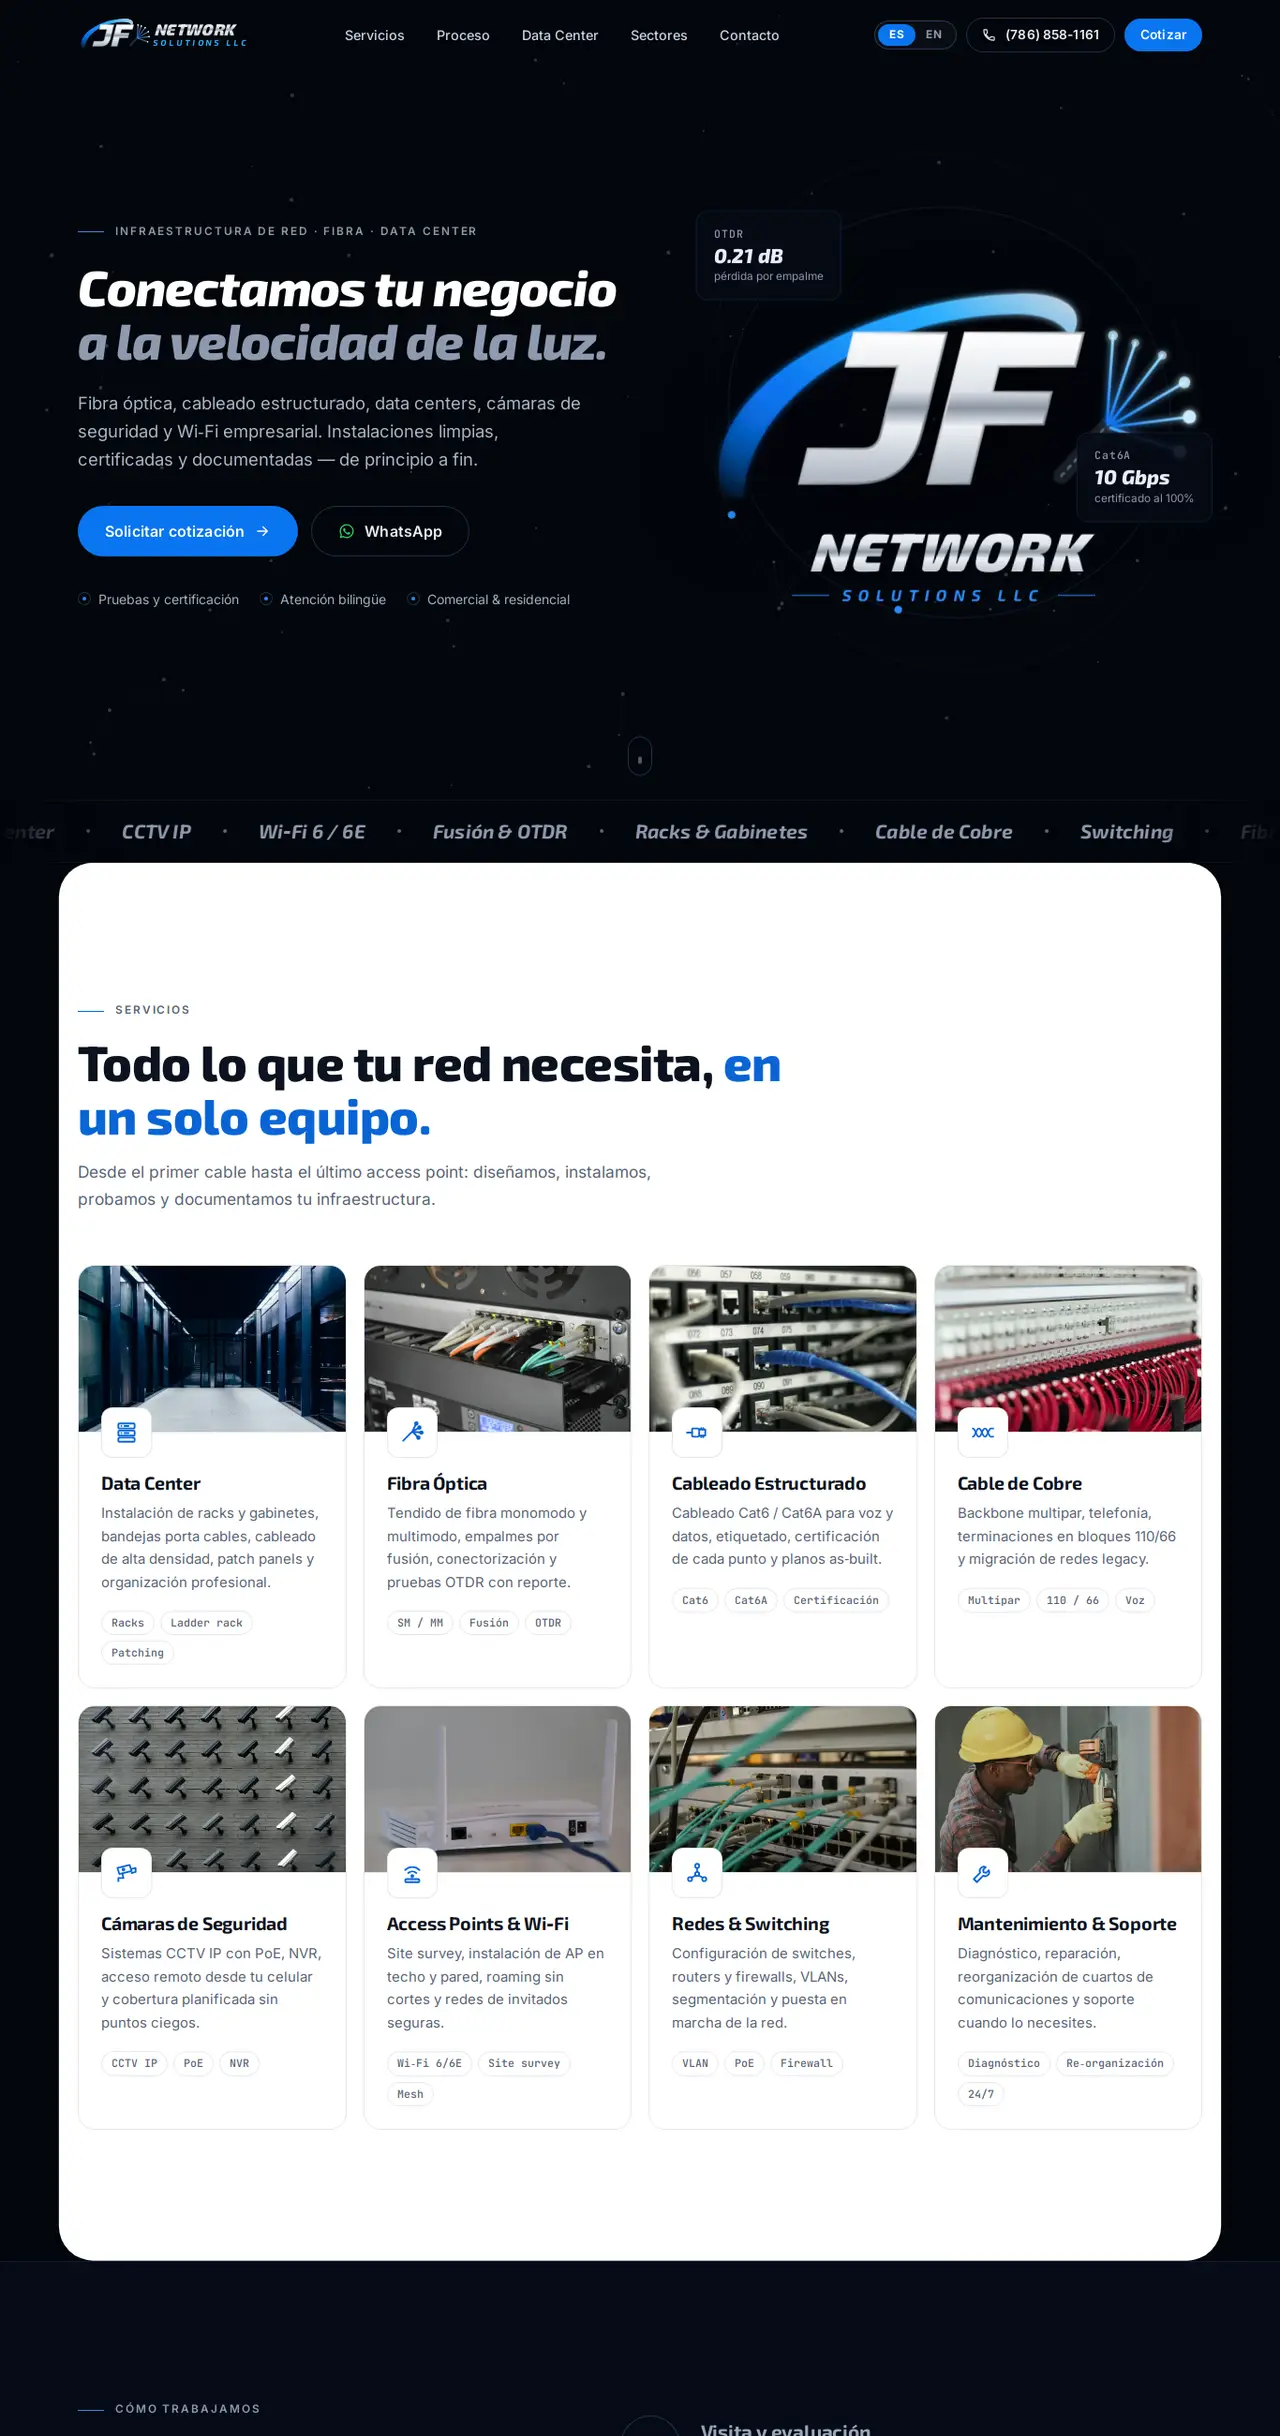 JF NETWORK
SOLUTIONS LLC
Servicios
Proceso
Data Center
Sectores
Contacto
ES
EN
(786) 858-1161
Cotizar
INFRAESTRUCTURA DE RED · FIBRA · DATA CENTER
Conectamos tu negocio
a la velocidad de la luz.
Fibra óptica, cableado estructurado, data centers, cámaras de
seguridad y Wi-Fi empresarial. Instalaciones limpias,
certificadas y documentadas — de principio a fin.
Solicitar cotización →
WhatsApp
Pruebas y certificación
Atención bilingüe
Comercial & residencial
OTDR
0.21 dB
pérdida por empalme
JF
Cat6A
10 Gbps
certificado al 100%
NETWORK
SOLUTIONS LLC
enter · CCTV IP · Wi-Fi 6 / 6E · Fusión & OTDR · Racks & Gabinetes · Cable de Cobre · Switching · Fib
SERVICIOS
Todo lo que tu red necesita, en
un solo equipo.
Desde el primer cable hasta el último access point: diseñamos, instalamos,
probamos y documentamos tu infraestructura.
Data Center
Instalación de racks y gabinetes,
bandejas porta cables, cableado
de alta densidad, patch panels y
organización profesional.
Racks
Ladder rack
Patching
Fibra Óptica
Tendido de fibra monomodo y
multimodo, empalmes por
fusión, conectorización y
pruebas OTDR con reporte.
SM / MM
Fusión
OTDR
056 057 058 059
072 073 074 075
088 089 090 091
Cableado Estructurado
Cableado Cat6 / Cat6A para voz y
datos, etiquetado, certificación
de cada punto y planos as-built.
Cat6
Cat6A
Certificación
Cable de Cobre
Backbone multipar, telefonía,
terminaciones en bloques 110/66
y migración de redes legacy.
Multipar
110 / 66
Voz
Cámaras de Seguridad
Sistemas CCTV IP con PoE, NVR,
acceso remoto desde tu celular
y cobertura planificada sin
puntos ciegos.
CCTV IP
PoE
NVR
Access Points & Wi-Fi
Site survey, instalación de AP en
techo y pared, roaming sin
cortes y redes de invitados
seguras.
Wi-Fi 6/6E
Site survey
Mesh
Redes & Switching
Configuración de switches,
routers y firewalls, VLANs,
segmentación y puesta en
marcha de la red.
VLAN
PoE
Firewall
Mantenimiento & Soporte
Diagnóstico, reparación,
reorganización de cuartos de
comunicaciones y soporte
cuando lo necesites.
Diagnóstico
Re-organización
24/7
CÓMO TRABAJAMOS
Visita y evaluación